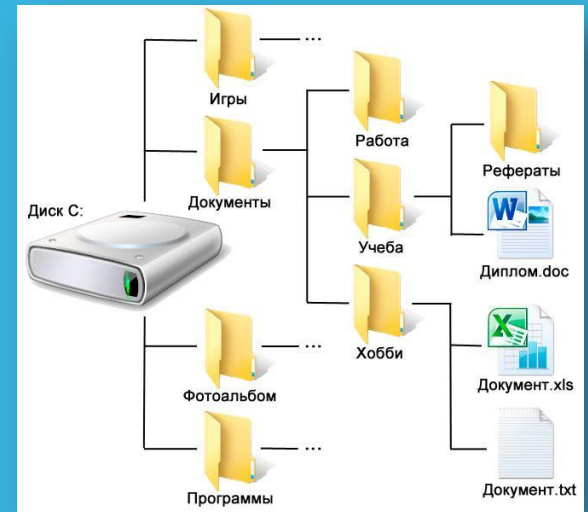 ...
Игры
Работа
Рефераты
Документы
Диск C:
Учеба
Диплом.doc
...
Хобби
Фотоальбом
Документ.xls
...
Программы
Документ.txt